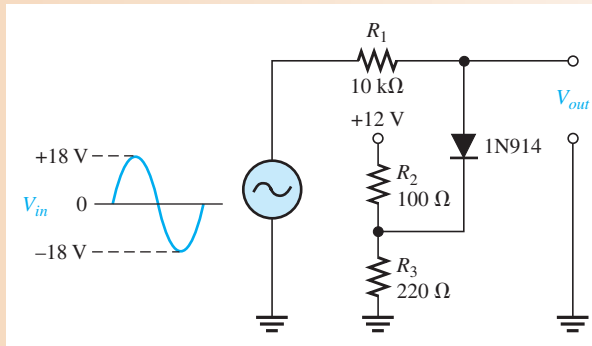 R1
10 kΩ
+12 V
Vout
1N914
+18 V
R2
100 Ω
Vin 0
−18 V
R3
220 Ω